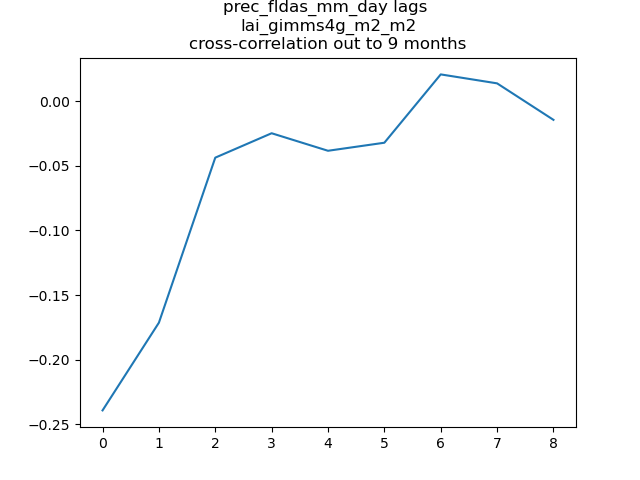 prec_fldas_mm_day lags
lai_gimms4g_m2_m2
cross-correlation out to 9 months
0.00
−0.05
−0.10
−0.15
−0.20
−0.25
0 1 2 3 4 5 6 7 8